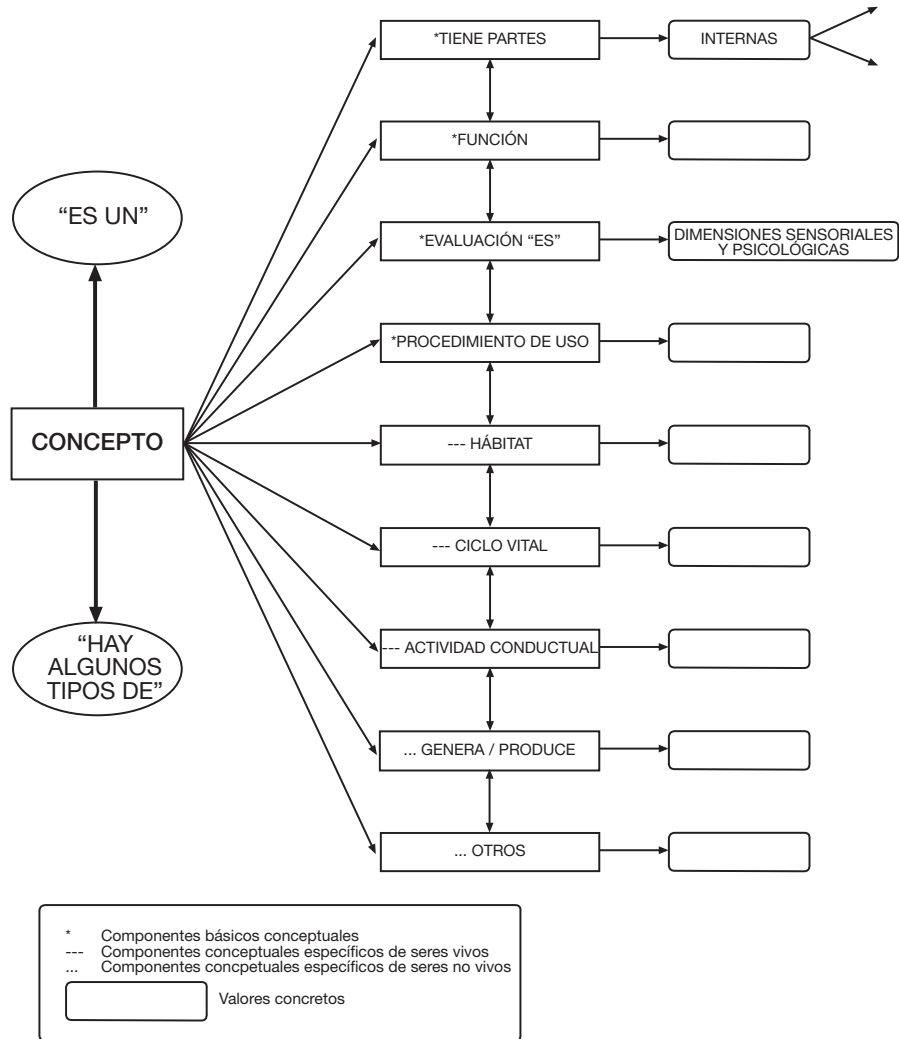 *TIENE PARTES
INTERNAS
*FUNCIÓN
“ES UN”
*EVALUACIÓN “ES”
DIMENSIONES SENSORIALES
Y PSICOLÓGICAS
*PROCEDIMIENTO DE USO
CONCEPTO
--- HÁBITAT
--- CICLO VITAL
“HAY
ALGUNOS
TIPOS DE”
--- ACTIVIDAD CONDUCTUAL
... GENERA / PRODUCE
... OTROS
* Componentes básicos conceptuales
--- Componentes conceptuales específicos de seres vivos
... Componentes concpetuales específicos de seres no vivos
Valores concretos